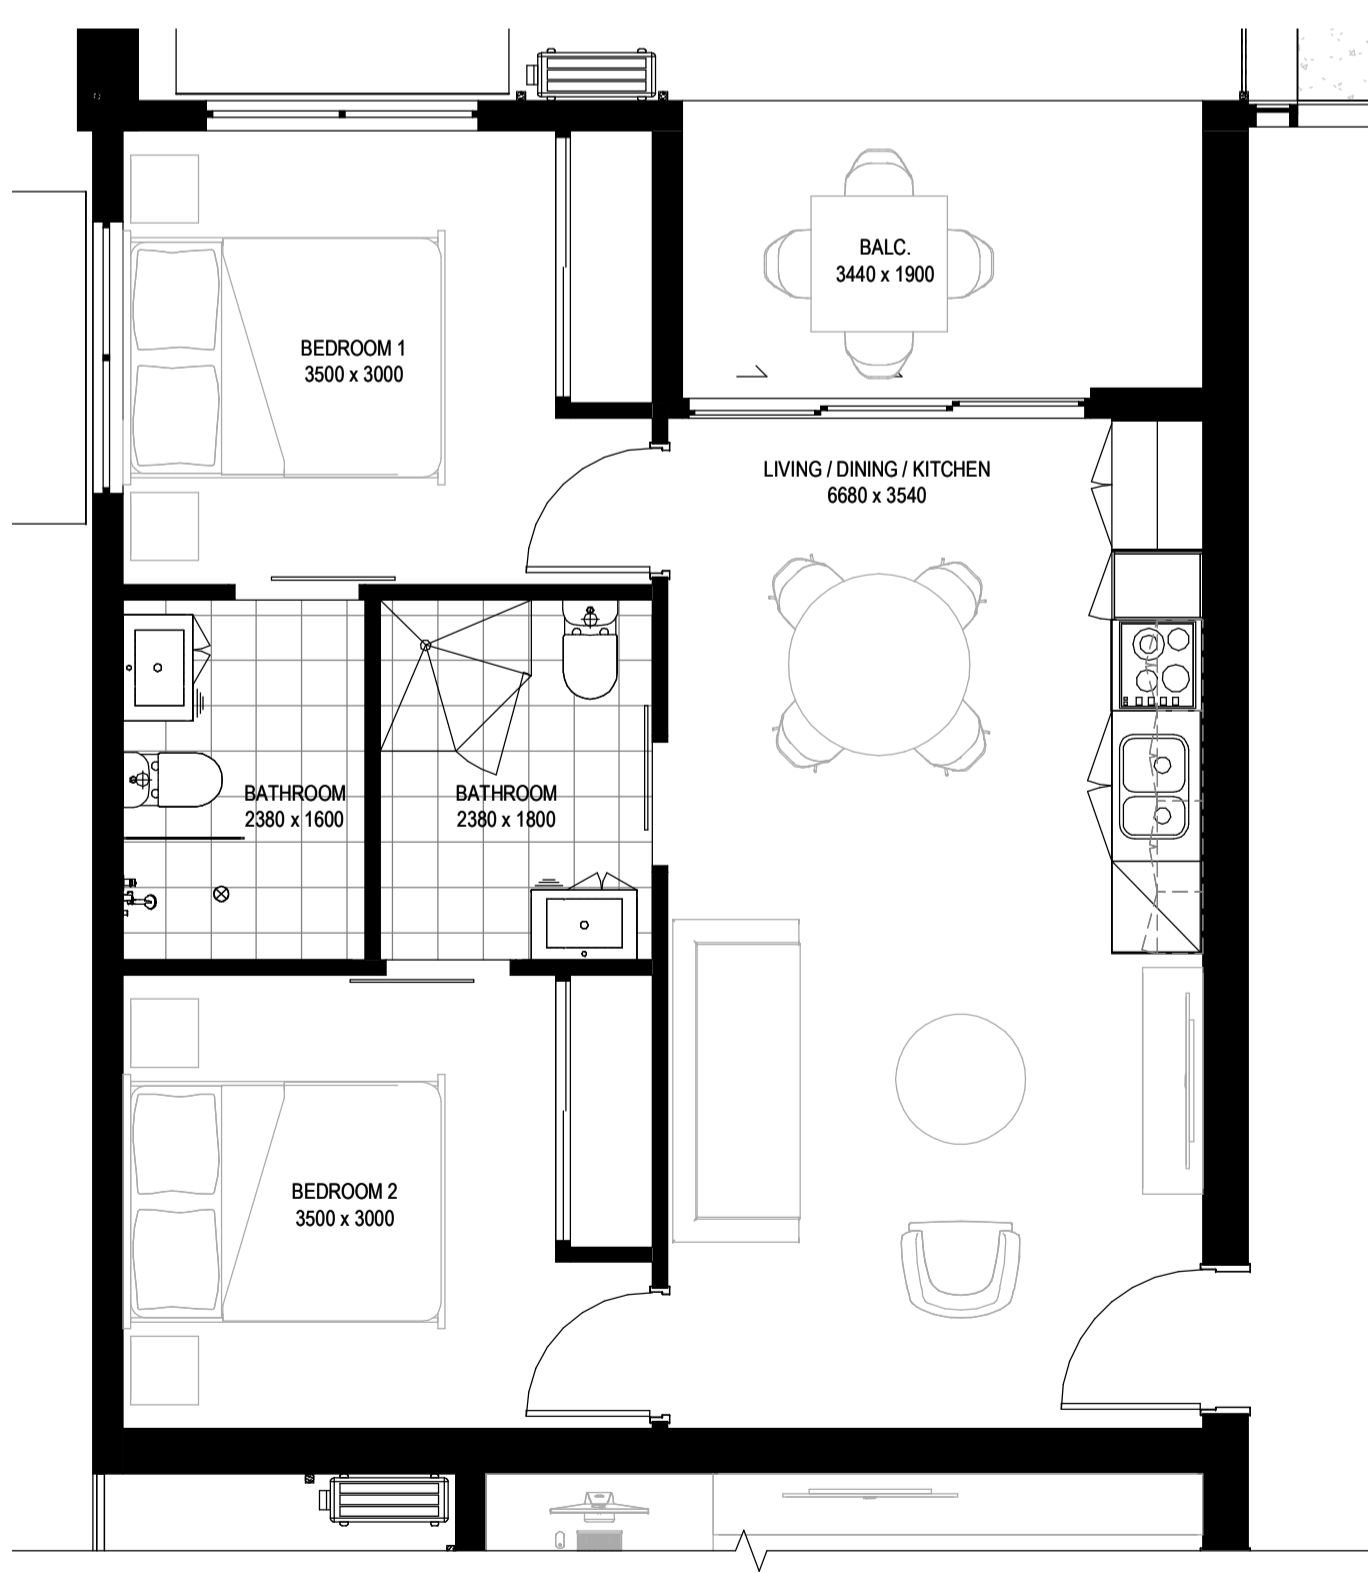 BALC.
3440 x 1900
BEDROOM 1
3500 x 3000
LIVING / DINING / KITCHEN
6680 x 3540
BATHROOM
2380 x 1600
BATHROOM
2380 x 1800
BEDROOM 2
3500 x 3000